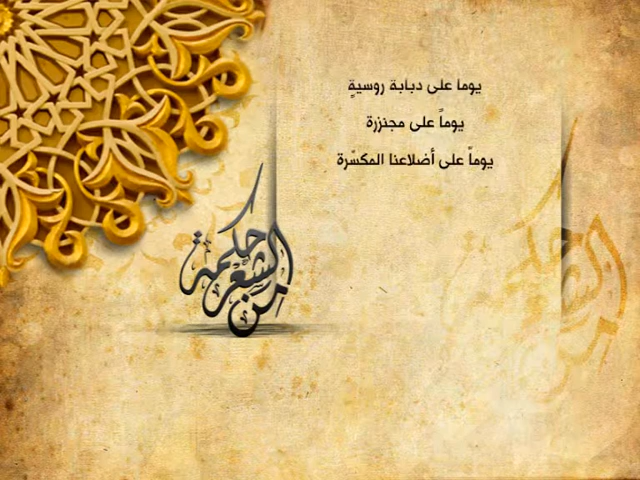 يوماً على دبابة روسيةٍ
يوماً على مجنزرة
يوماً على أضلاعنا المكسّرة
من الشعر حكمة